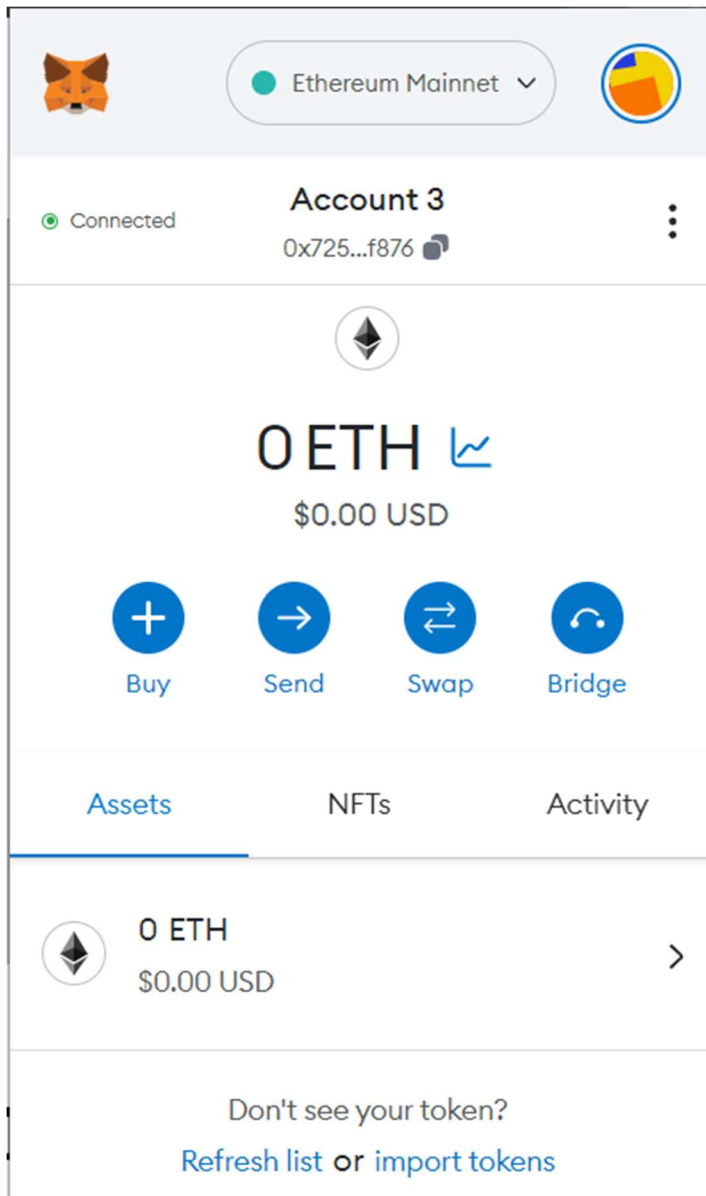 Ethereum Mainnet
Connected
Account 3
0x725...f876
0 ETH
$0.00 USD
Buy
Send
Swap
Bridge
Assets
NFTs
Activity
0 ETH
$0.00 USD
Don't see your token?
Refresh list or import tokens